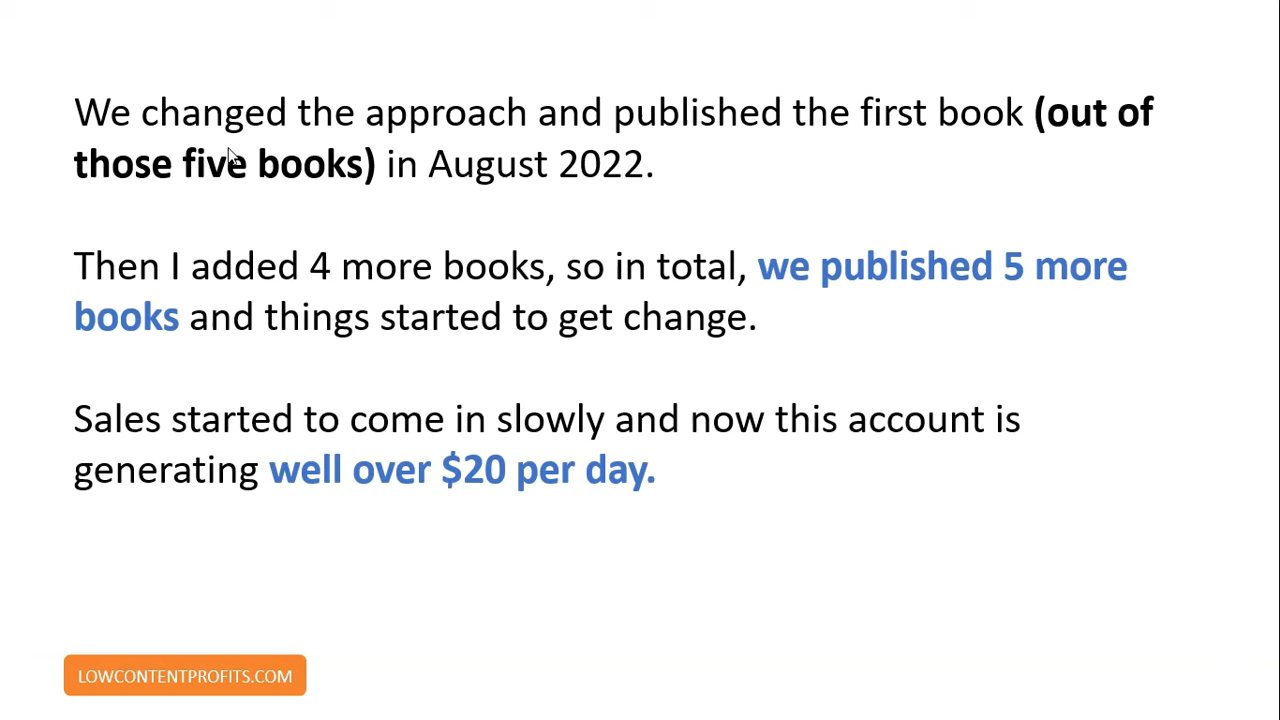 We changed the approach and published the first book (out of
those five books) in August 2022.
Then I added 4 more books, so in total, we published 5 more
books and things started to get change.
Sales started to come in slowly and now this account is
generating well over $20 per day.
LOWCONTENTPROFITS.COM